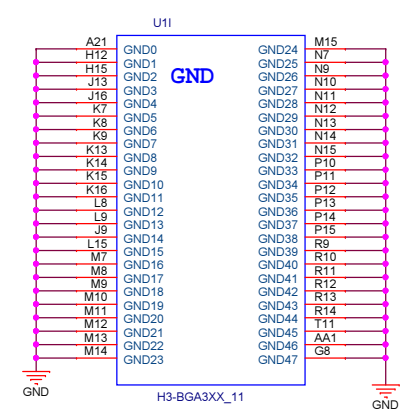 U1I
A21 GND0 GND24 M15
H12 GND1 GND25 N7
H15 GND2 GND GND26 N9
J13 GND3 GND27 N10
J16 GND4 GND28 N11
K7 GND5 GND29 N12
K8 GND6 GND30 N13
K9 GND7 GND31 N14
K13 GND8 GND32 N15
K14 GND9 GND33 P10
K15 GND10 GND34 P11
K16 GND11 GND35 P12
L8 GND12 GND36 P13
L9 GND13 GND37 P14
J9 GND14 GND38 P15
L15 GND15 GND39 R9
M7 GND16 GND40 R10
M8 GND17 GND41 R11
M9 GND18 GND42 R12
M10 GND19 GND43 R13
M11 GND20 GND44 R14
M12 GND21 GND45 T11
M13 GND22 GND46 AA1
M14 GND23 GND47 G8
GND
H3-BGA3XX_11
GND